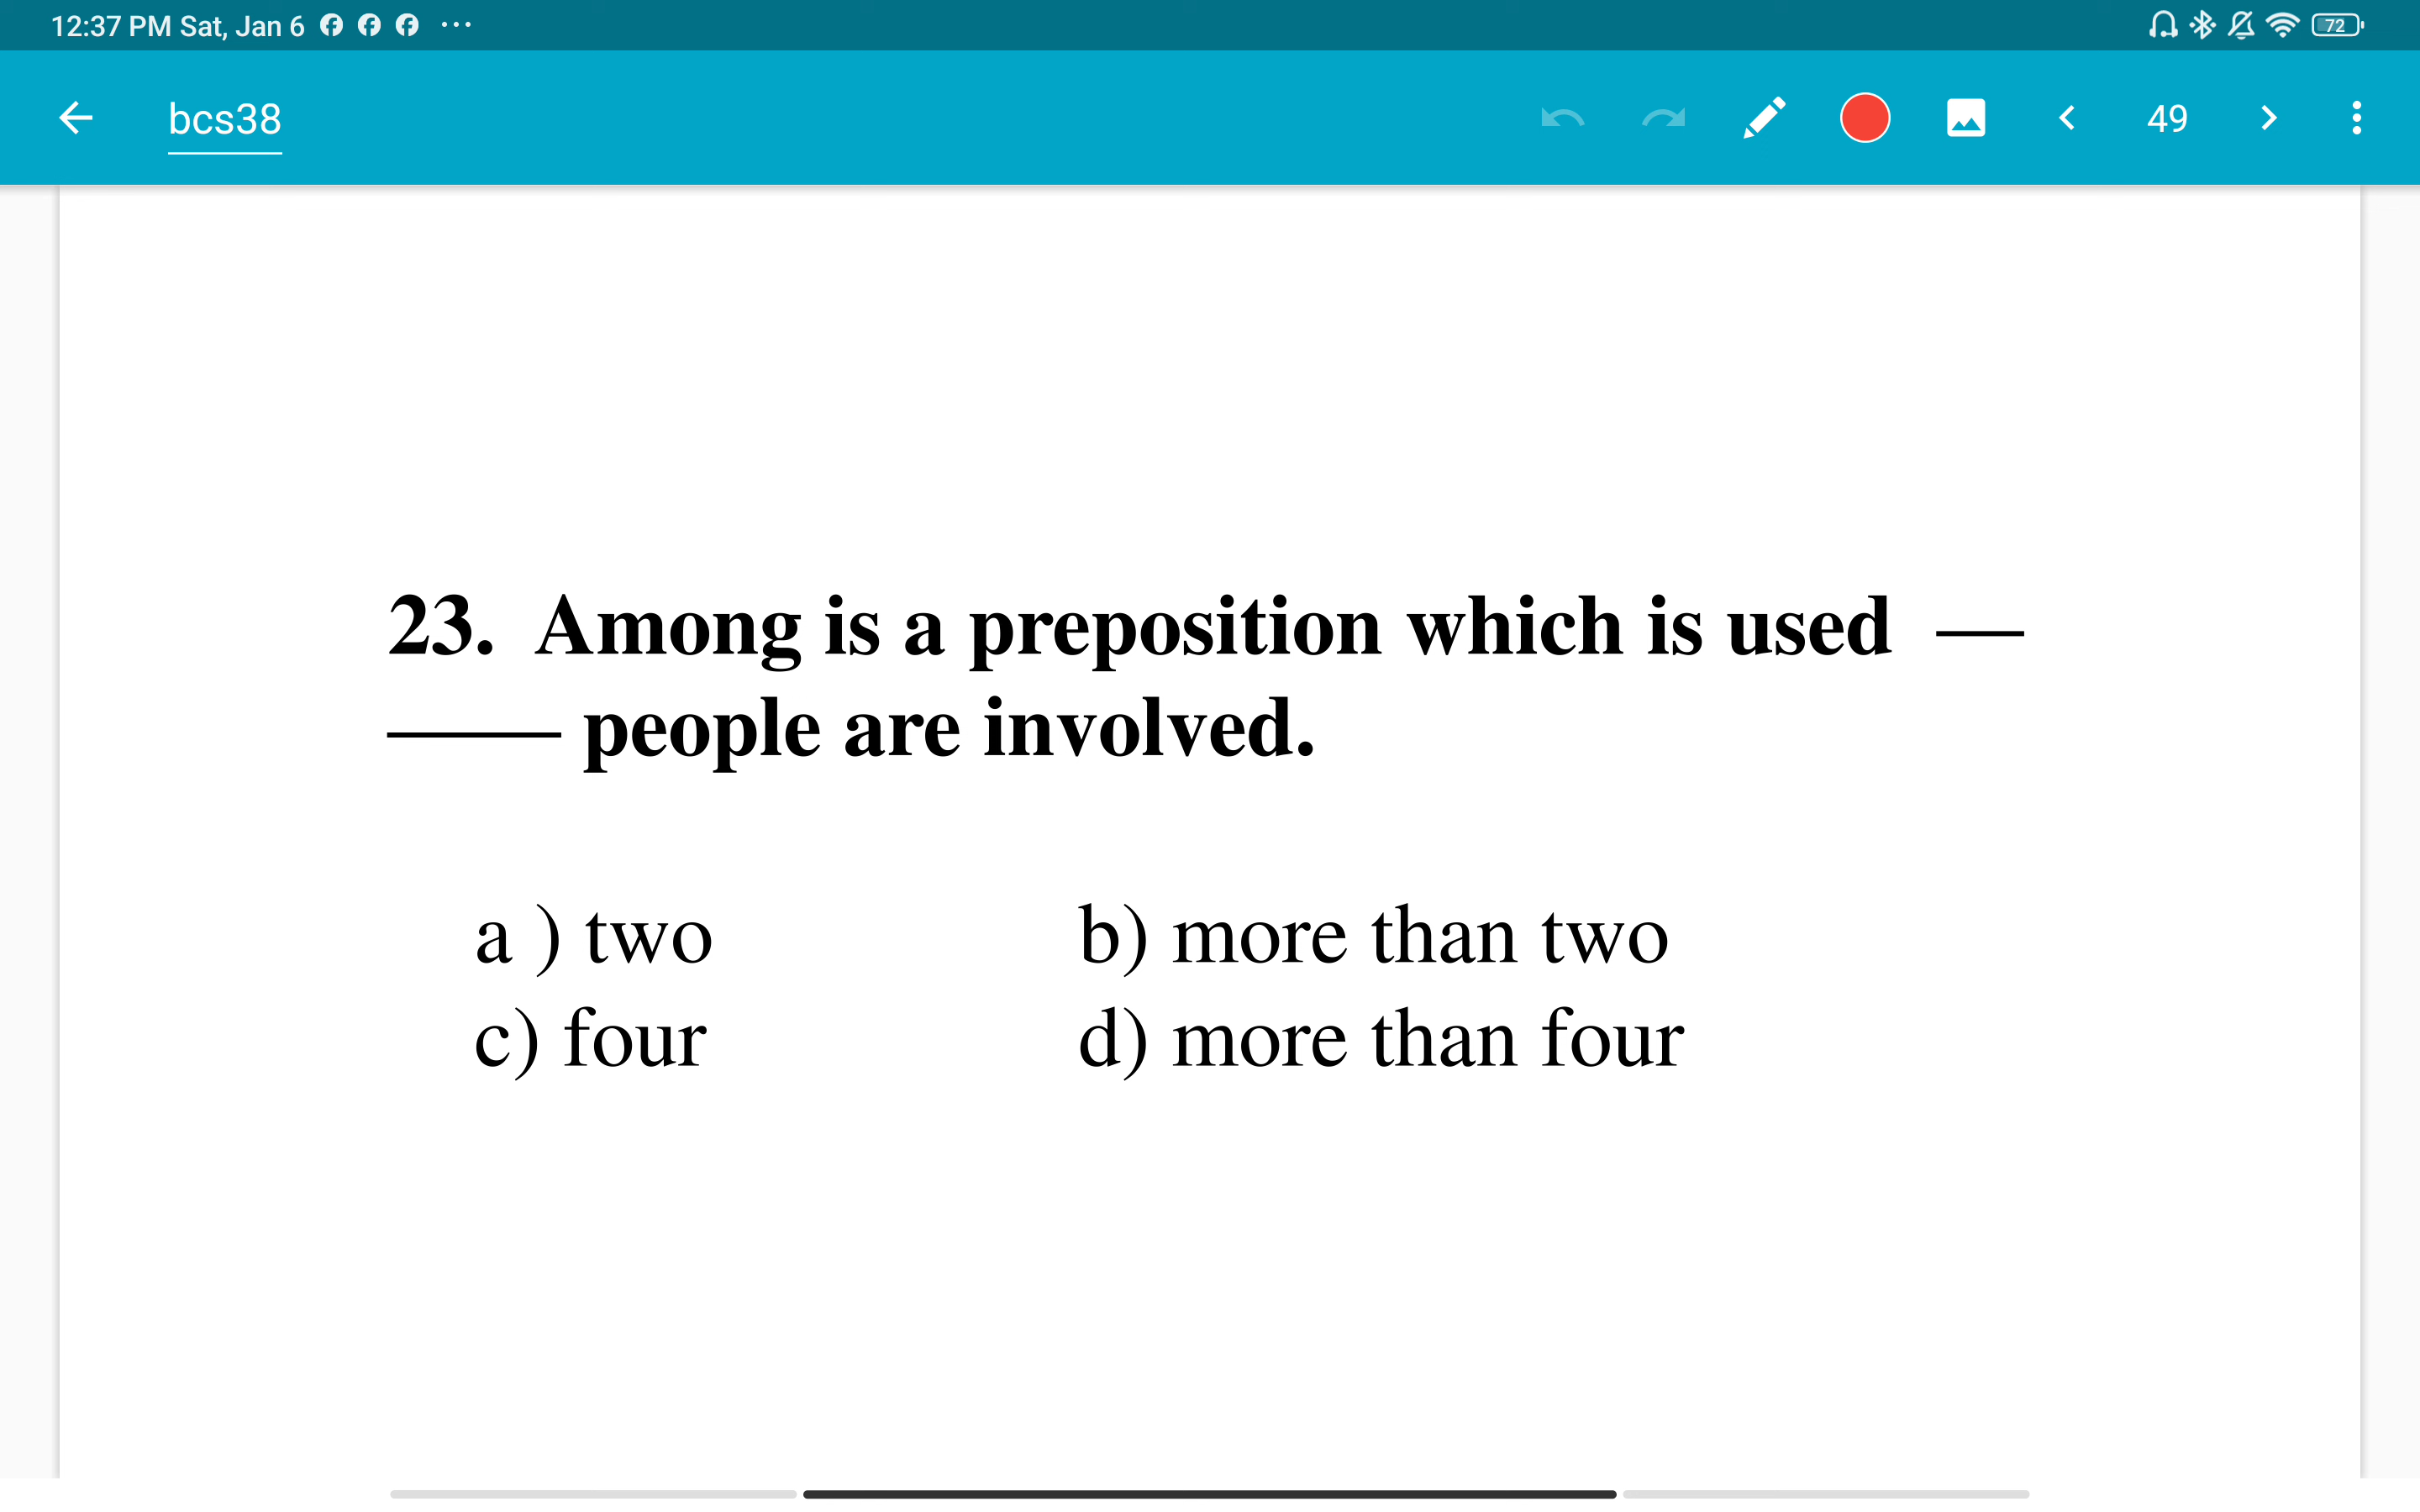 12:37 PM Sat, Jan 6 ...
72
bcs38
49
23. Among is a preposition which is used —
—— people are involved.
a ) two b) more than two
c) four d) more than four